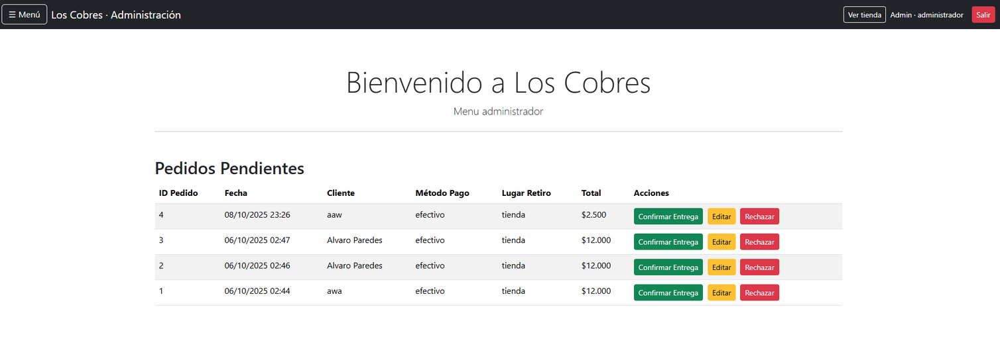 ☰ Menú Los Cobres · Administración Ver tienda Admin · administrador Salir
Bienvenido a Los Cobres
Menu administrador
Pedidos Pendientes
ID Pedido Fecha Cliente Método Pago Lugar Retiro Total Acciones
4 08/10/2025 23:26 aaw efectivo tienda $2.500 Confirmar Entrega Editar Rechazar
3 06/10/2025 02:47 Alvaro Paredes efectivo tienda $12.000 Confirmar Entrega Editar Rechazar
2 06/10/2025 02:46 Alvaro Paredes efectivo tienda $12.000 Confirmar Entrega Editar Rechazar
1 06/10/2025 02:44 awa efectivo tienda $12.000 Confirmar Entrega Editar Rechazar